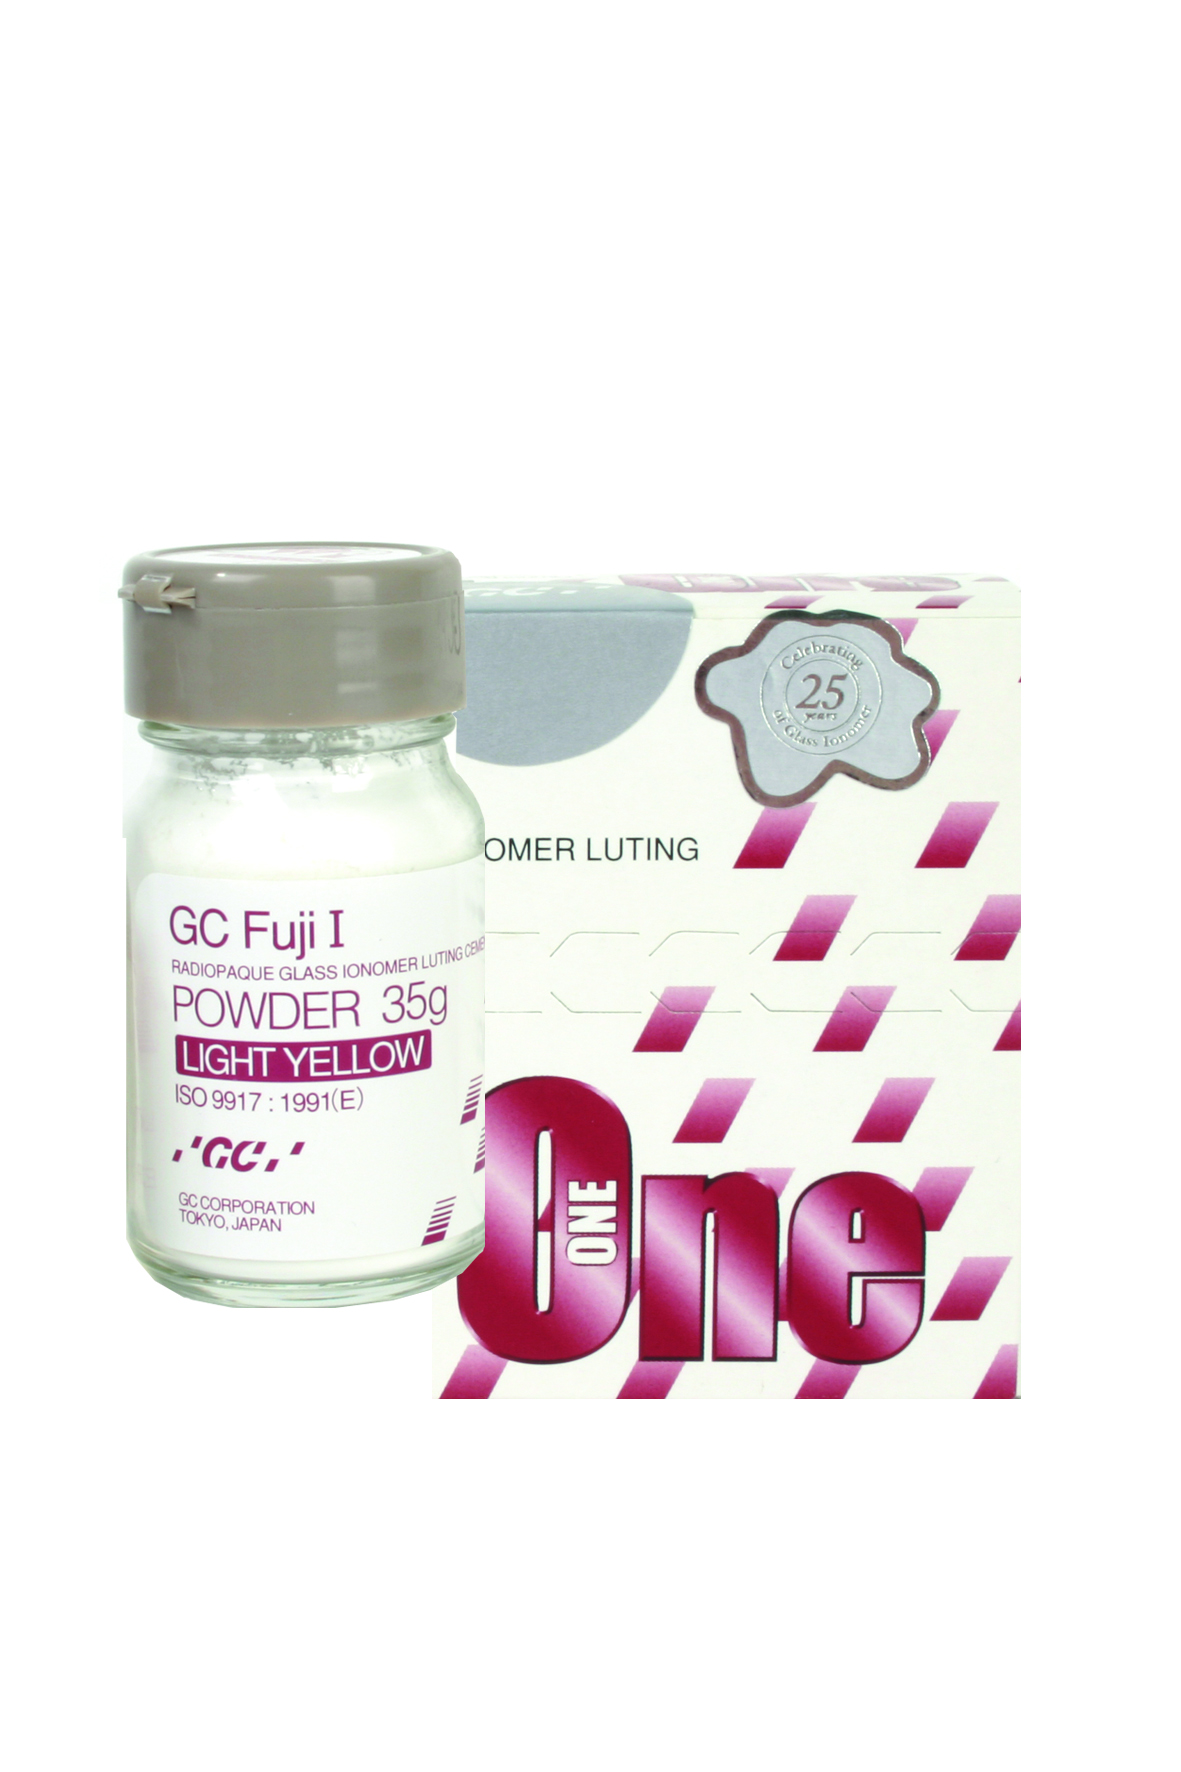 GC Fuji I
RADIOPAQUE GLASS IONOMER LUTING CEME
POWDER 35g
LIGHT YELLOW
ISO 9917 : 1991(E)
GC
GC CORPORATION
TOKYO, JAPAN
Celebrating
25
years
of Glass Ionomer
OMER LUTING
One
ONE